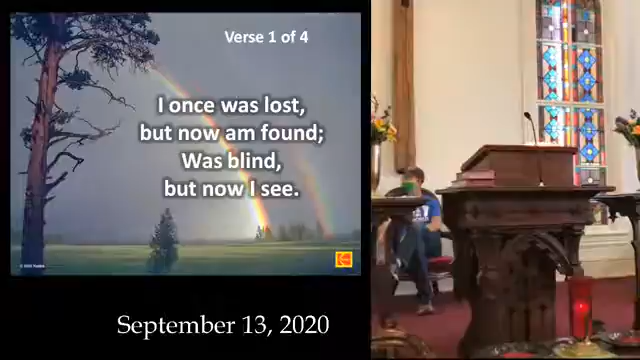 Verse 1 of 4
I once was lost,
but now am found;
Was blind,
but now I see.
September 13, 2020